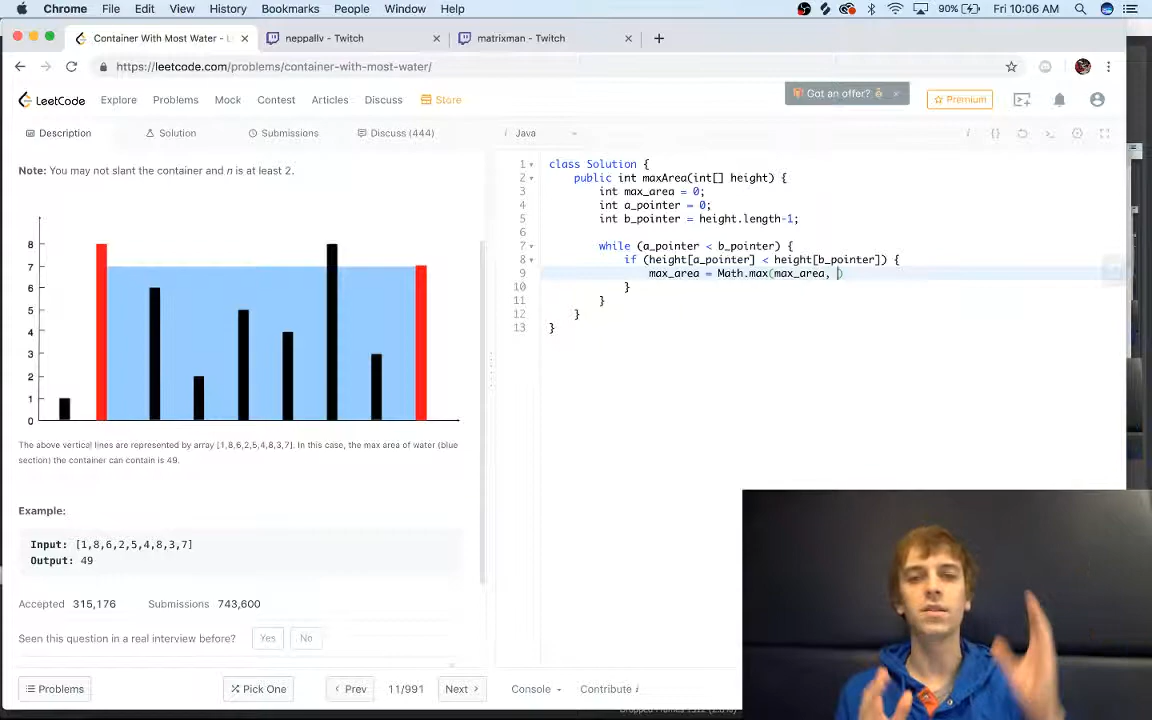 Chrome File Edit View History Bookmarks People Window Help 90% Fri 10:06 AM
Container With Most Water - L
neppallv - Twitch
matrixman - Twitch
https://leetcode.com/problems/container-with-most-water/
LeetCode Explore Problems Mock Contest Articles Discuss Store
Got an offer?
Premium
Description Solution Submissions Discuss (444)
Java
Note: You may not slant the container and n is at least 2.
8
7
6
5
4
3
2
1
0
The above vertical lines are represented by array [1,8,6,2,5,4,8,3,7]. In this case, the max area of water (blue
section) the container can contain is 49.
Example:
Input: [1,8,6,2,5,4,8,3,7]
Output: 49
Accepted 315,176 Submissions 743,600
Seen this question in a real interview before? Yes No
Problems Pick One Prev 11/991 Next
1 class Solution {
2 public int maxArea(int[] height) {
3 int max_area = 0;
4 int a_pointer = 0;
5 int b_pointer = height.length-1;
6
7 while (a_pointer < b_pointer) {
8 if (height[a_pointer] < height[b_pointer]) {
9 max_area = Math.max(max_area, )
10 }
11 }
12 }
13 }
Console Contribute i